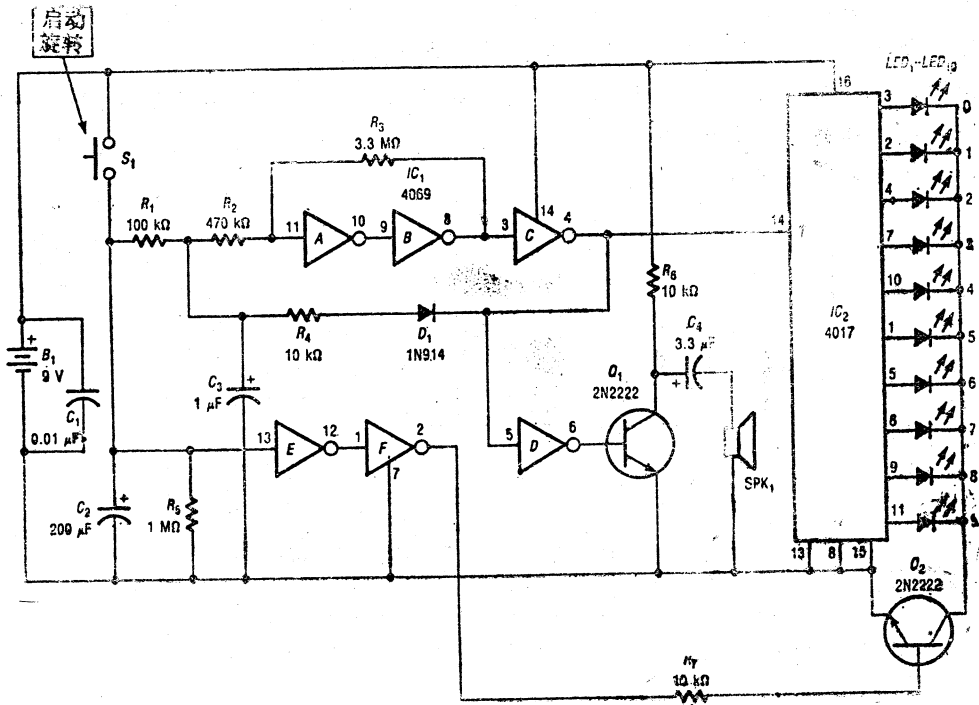 启动
旋转
S1
R1
100 kΩ
R2
470 kΩ
R3
3.3 MΩ
IC1
4069
11
A
10
9
B
8
3
C
14
4
R4
10 kΩ
D1
1N914
R6
10 kΩ
C4
3.3 µF
+
Q1
2N2222
SPK1
+
B1
9 V
C1
0.01 µF
C3
1 µF
+
C2
200 µF
+
R5
1 MΩ
13
E
12
1
F
2
7
5
D
6
14
IC2
4017
16
LED1-LED10
3
0
2
1
4
2
7
10
4
1
5
5
6
6
7
9
8
11
9
13
8
15
Q2
2N2222
R7
10 kΩ